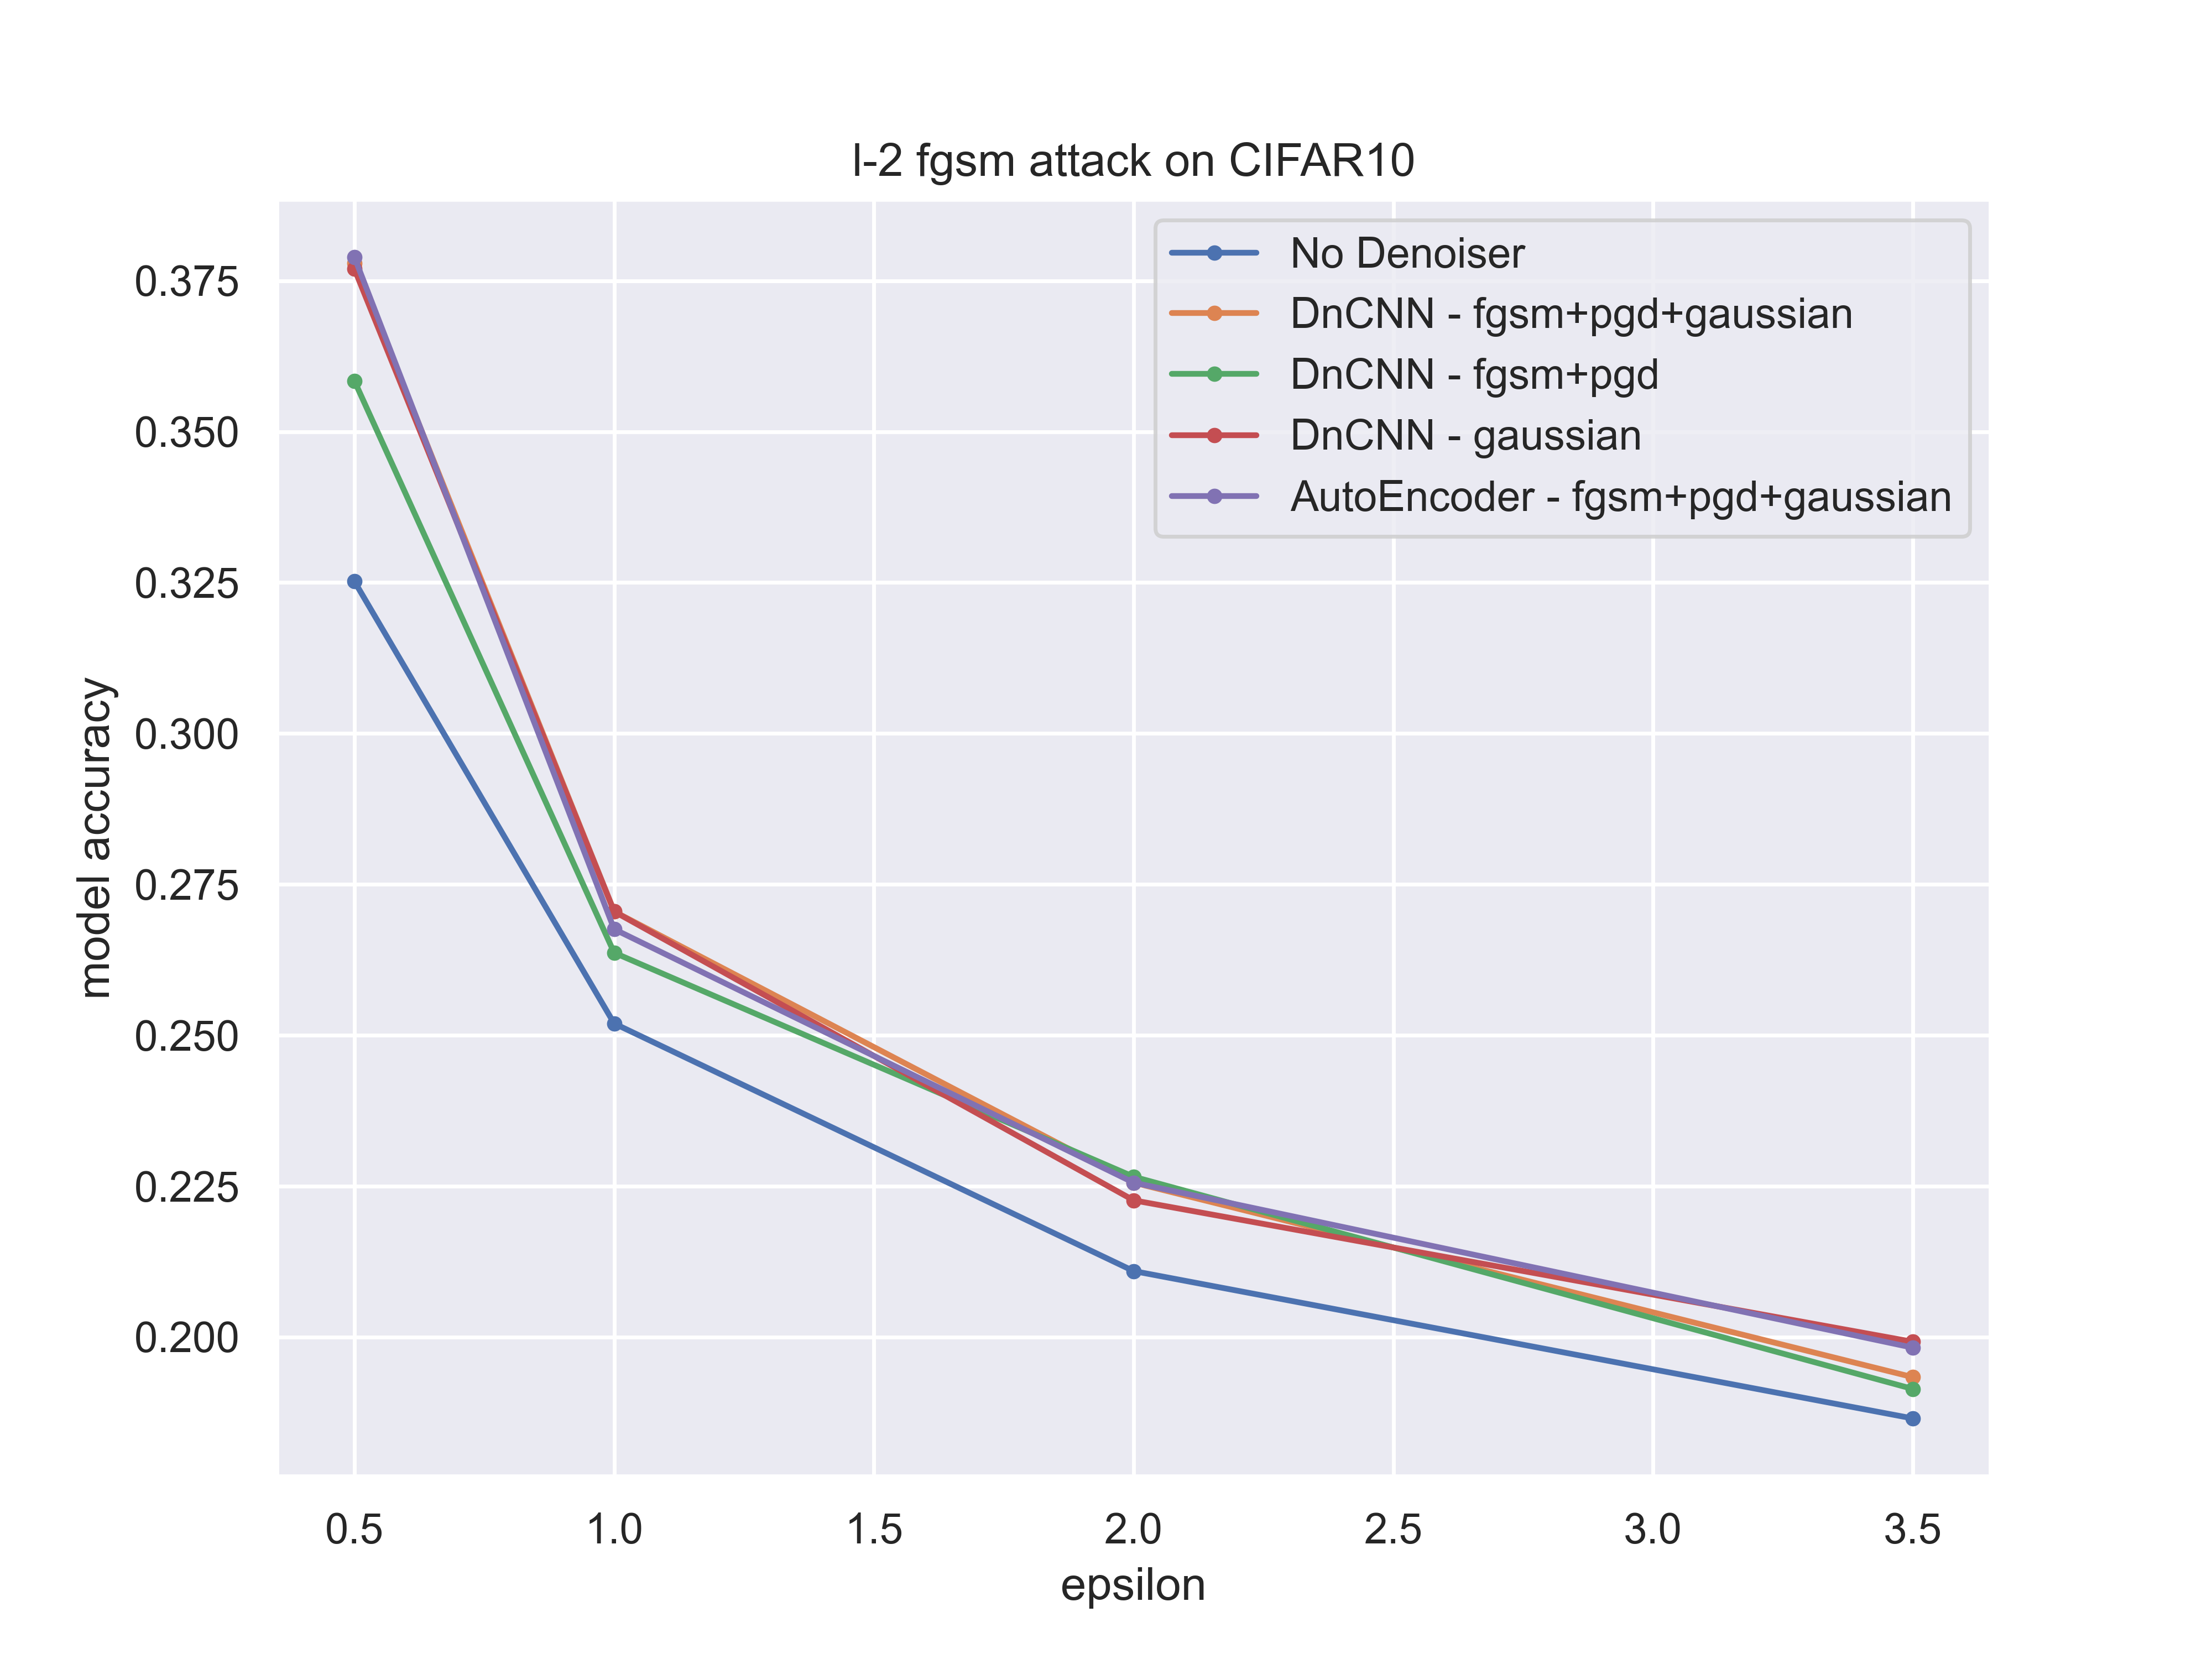 l-2 fgsm attack on CIFAR10
No Denoiser
DnCNN - fgsm+pgd+gaussian
DnCNN - fgsm+pgd
DnCNN - gaussian
AutoEncoder - fgsm+pgd+gaussian
model accuracy
0.375
0.350
0.325
0.300
0.275
0.250
0.225
0.200
0.5 1.0 1.5 2.0 2.5 3.0 3.5
epsilon